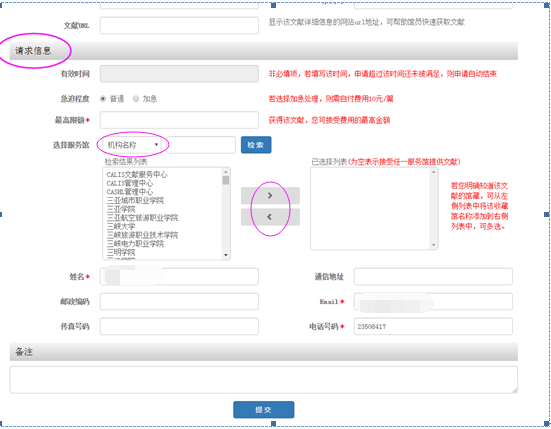 文献URL
显示该文献详细信息的网站url地址，可帮助馆员快速获取文献
请求信息
有效时间
非必填项，若填写该时间，申请超过该时间还未被满足，则申请自动结束
急迫程度 普通 加急
若选择加急处理，则需自付费用10元/篇
最高限额*
获得该文献，您可接受费用的最高金额
选择服务馆 机构名称 检索
检索结果列表
已选择列表(为空表示接受任一服务馆提供文献)
CALIS文献服务中心
CALIS管理中心
CASHL管理中心
三亚城市职业学院
三亚学院
三亚航空旅游职业学院
三峡大学
三峡旅游职业技术学院
三峡电力职业学院
三明学院
若您明确知道该文
献的馆藏，可从左
侧列表中将该收藏
馆名称添加到右侧
列表中，可多选。
姓名*
通信地址
邮政编码
Email*
传真号码
电话号码* 23508417
备注
提交